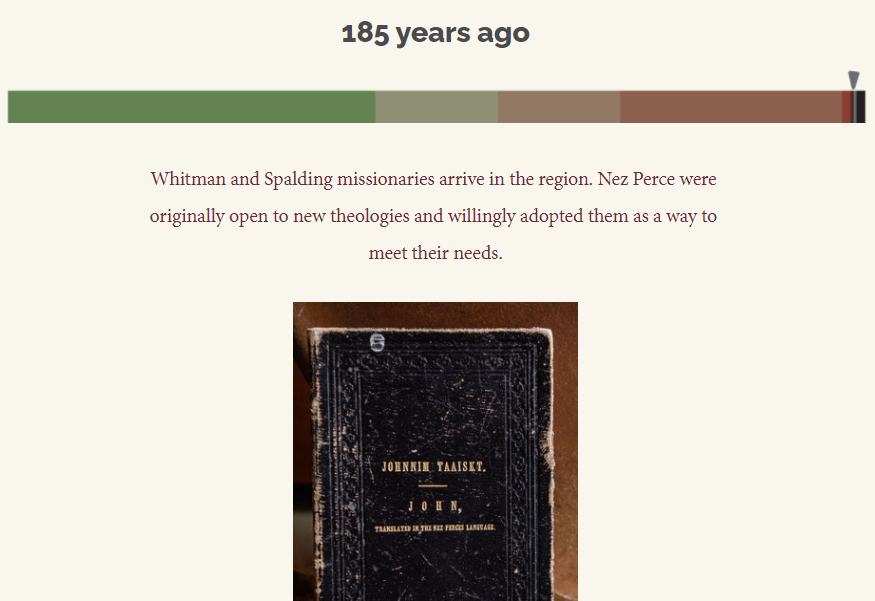 185 years ago
Whitman and Spalding missionaries arrive in the region. Nez Perce were
originally open to new theologies and willingly adopted them as a way to
meet their needs.
JOHNNIM TAAISKT.
J O H N,
TRANSLATED IN THE NEZ PERCES LANGUAGE.